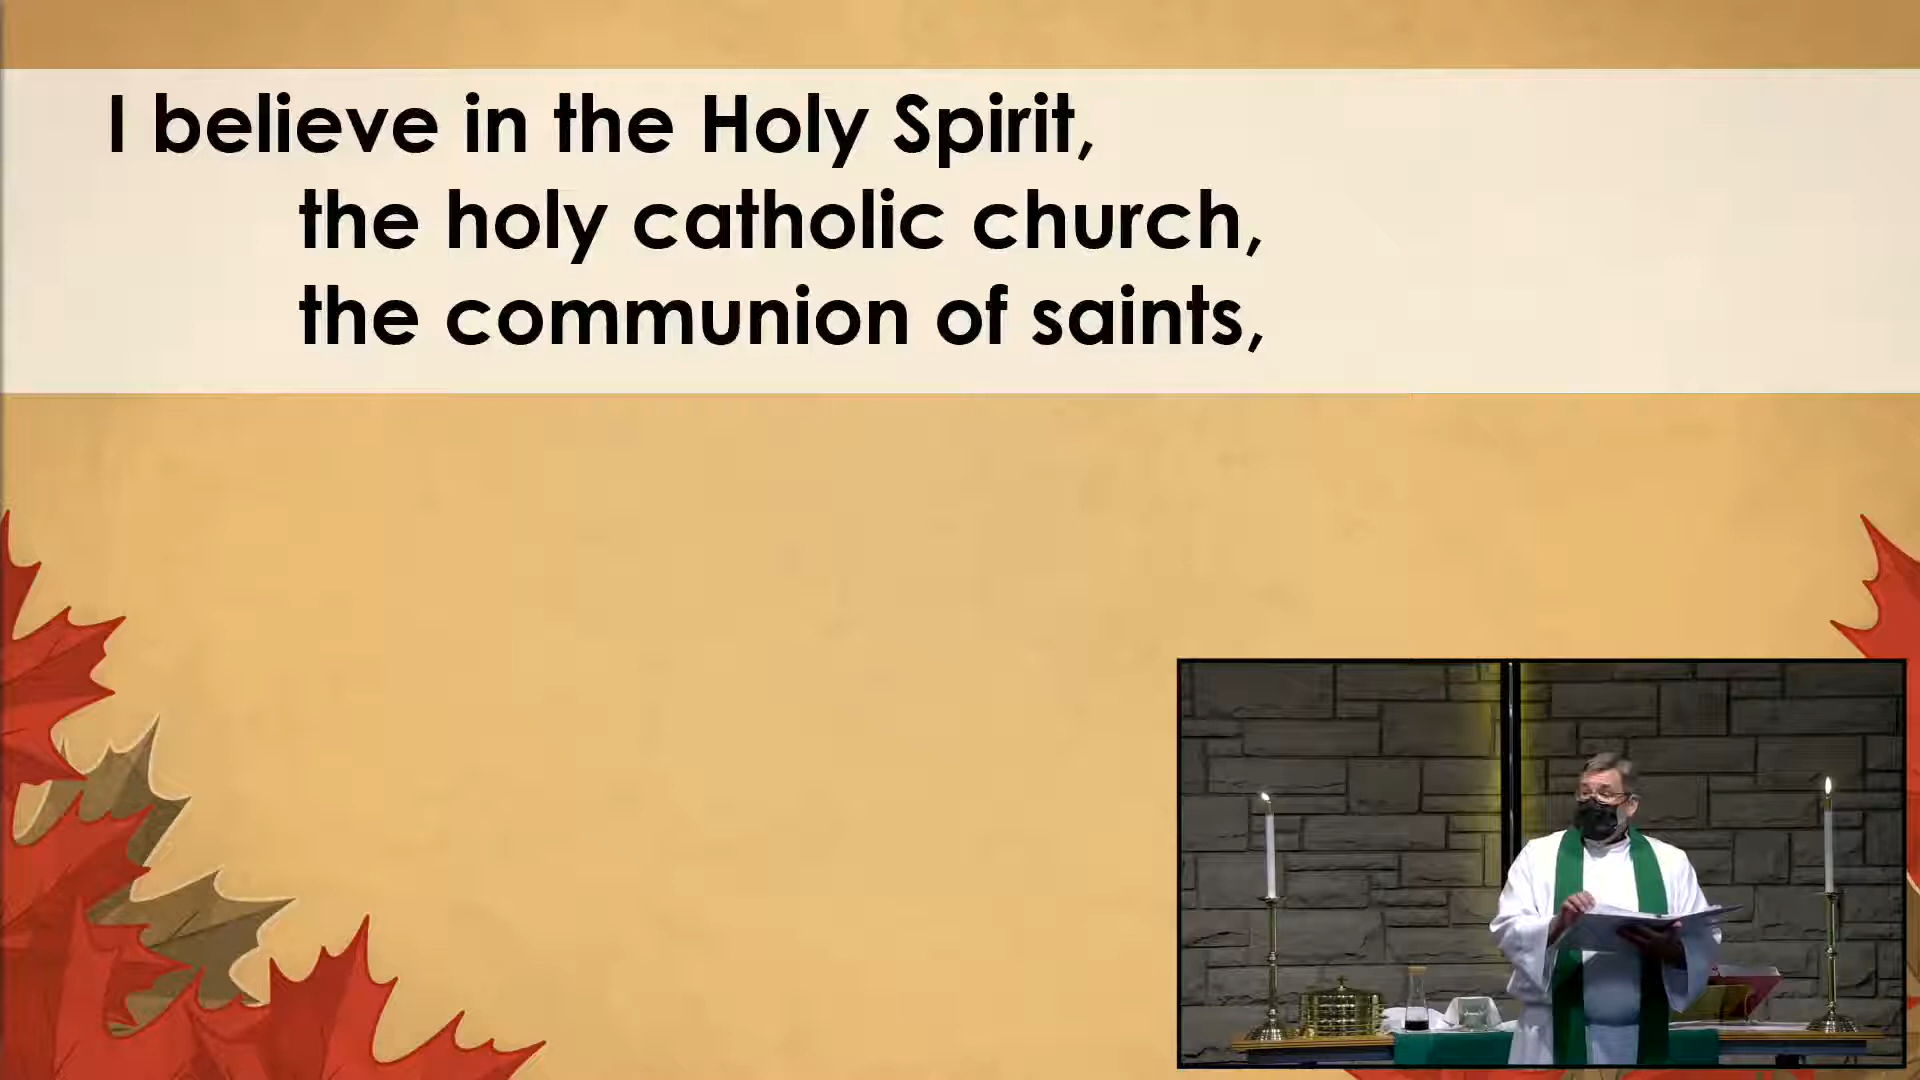 I believe in the Holy Spirit,
the holy catholic church,
the communion of saints,